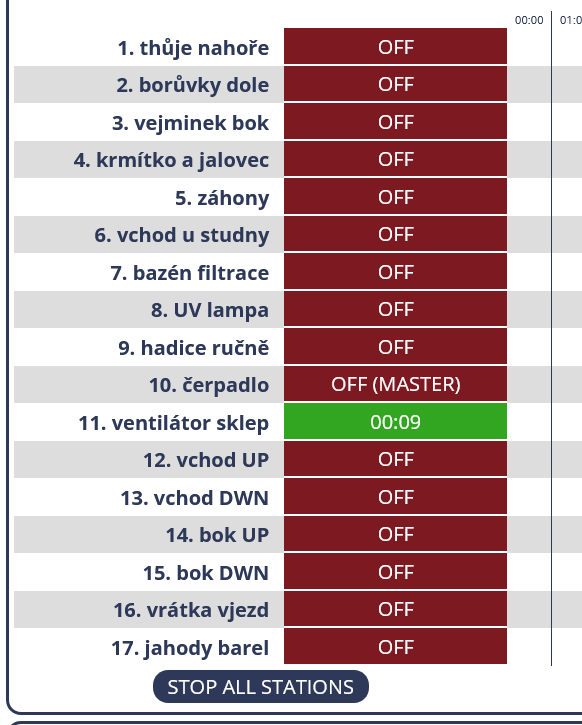 00:00 01:0
1. thůje nahoře OFF
2. borůvky dole OFF
3. vejminek bok OFF
4. krmítko a jalovec OFF
5. záhony OFF
6. vchod u studny OFF
7. bazén filtrace OFF
8. UV lampa OFF
9. hadice ručně OFF
10. čerpadlo OFF (MASTER)
11. ventilátor sklep 00:09
12. vchod UP OFF
13. vchod DWN OFF
14. bok UP OFF
15. bok DWN OFF
16. vrátka vjezd OFF
17. jahody barel OFF
STOP ALL STATIONS